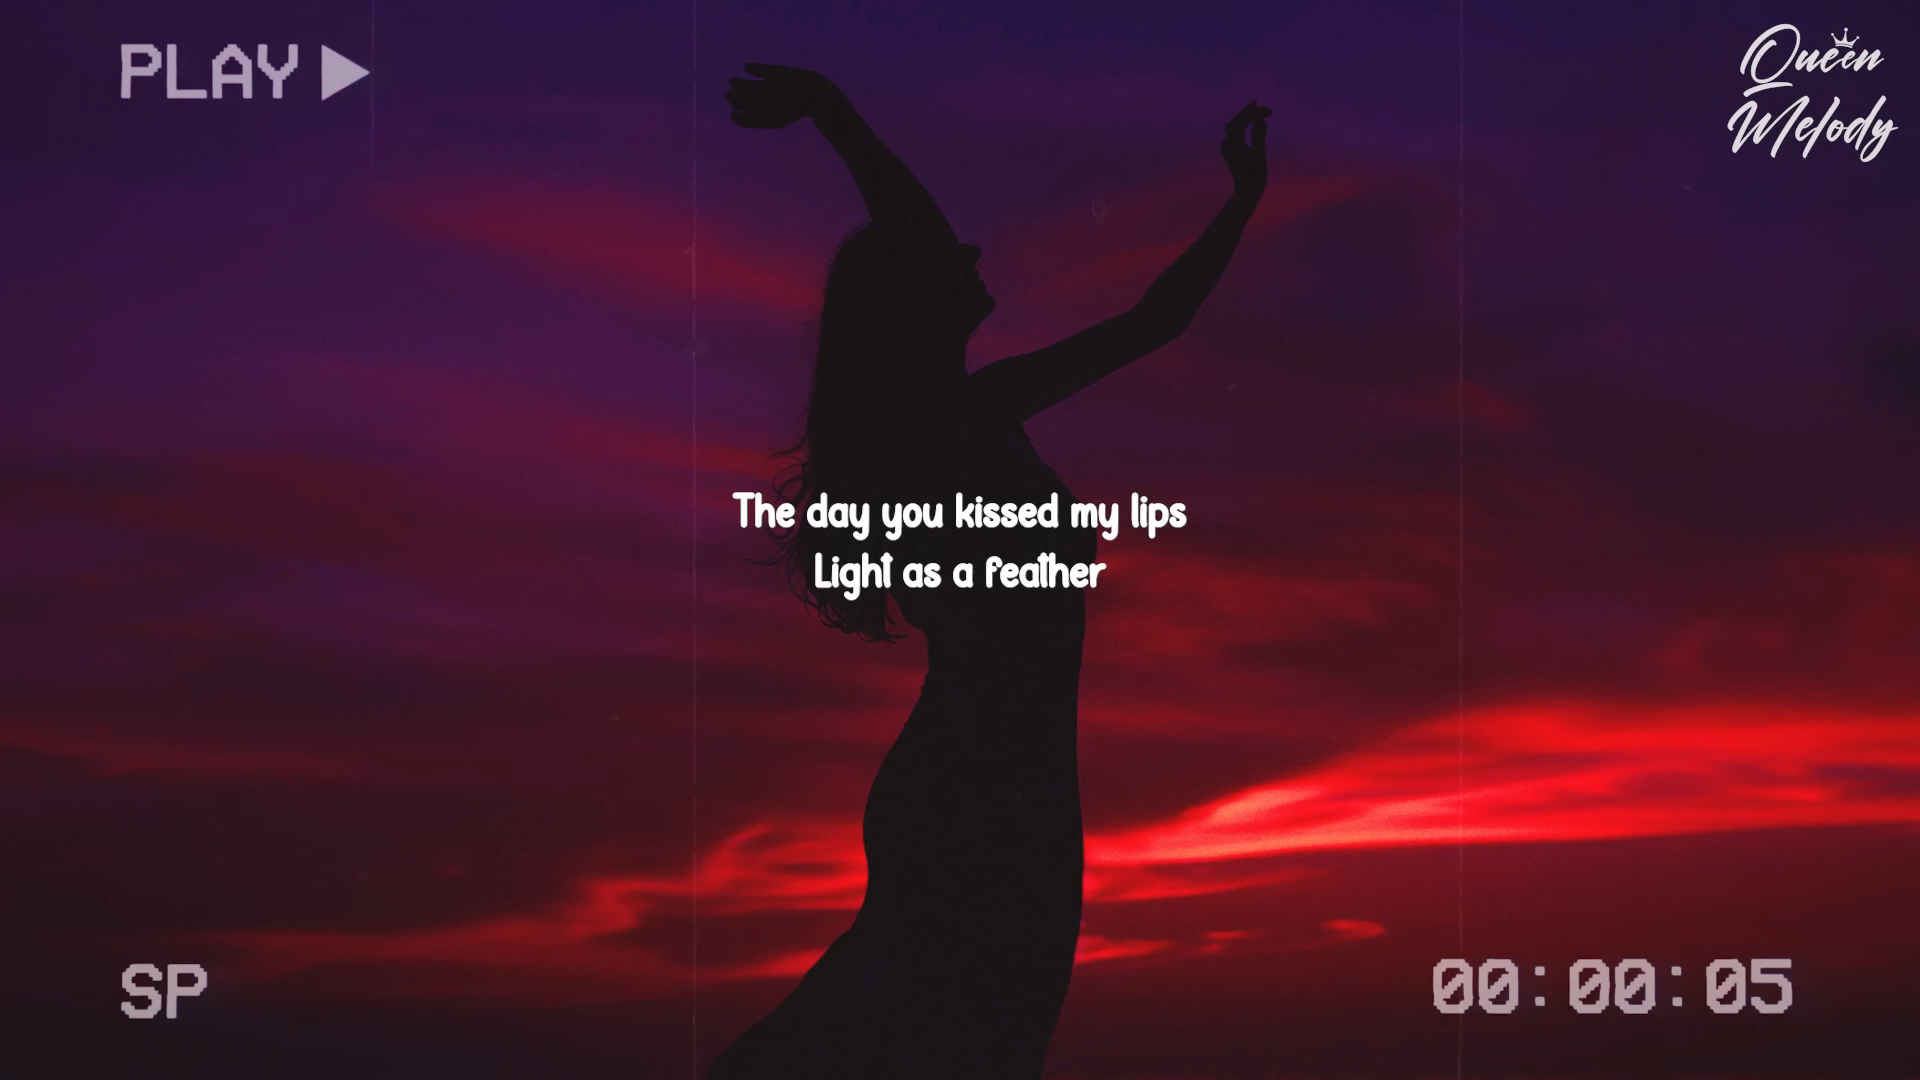 PLAY
Queen
Melody
The day you kissed my lips
Light as a feather
SP
00:00:05